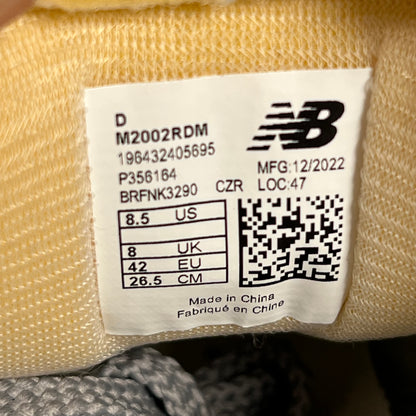 D
M2002RDM
196432405695
P356164
BRFNK3290 CZR
NB
MFG:12/2022
LOC:47
8.5 US
8 UK
42 EU
26.5 CM
Made in China
Fabriqué en Chine